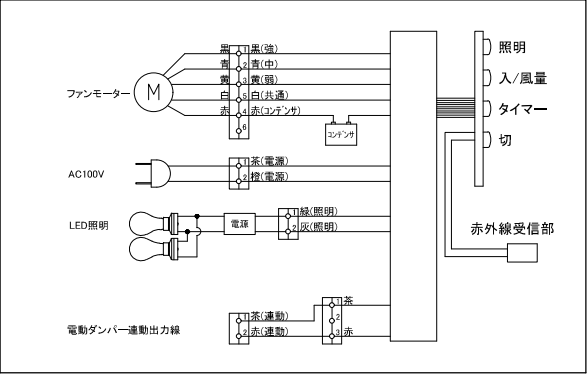 ファンモーター
M
黒 1 黒(強)
青 2 青(中)
黄 3 黄(弱)
白 5 白(共通)
赤 4 赤(コンデンサ)
6
コンデンサ
AC100V
1 茶(電源)
2 橙(電源)
LED照明
電源
1 緑(照明)
2 灰(照明)
電動ダンパー連動出力線
1 茶(連動)
2 赤(連動)
1 茶
2
3 赤
照明
入/風量
タイマー
切
赤外線受信部